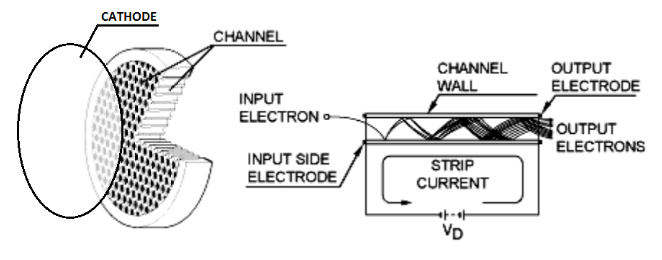 CATHODE
CHANNEL
CHANNEL
WALL
OUTPUT
ELECTRODE
INPUT
ELECTRON
OUTPUT
ELECTRONS
INPUT SIDE
ELECTRODE
STRIP
CURRENT
VD